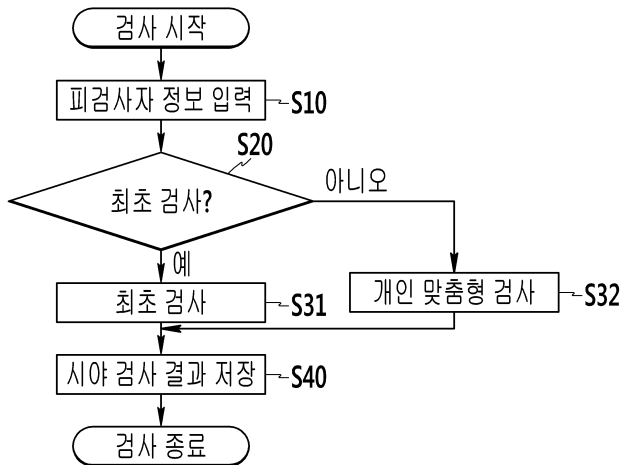 검사 시작
피검사자 정보 입력
S10
S20
최초 검사?
아니오
예
최초 검사
S31
개인 맞춤형 검사
S32
시야 검사 결과 저장
S40
검사 종료